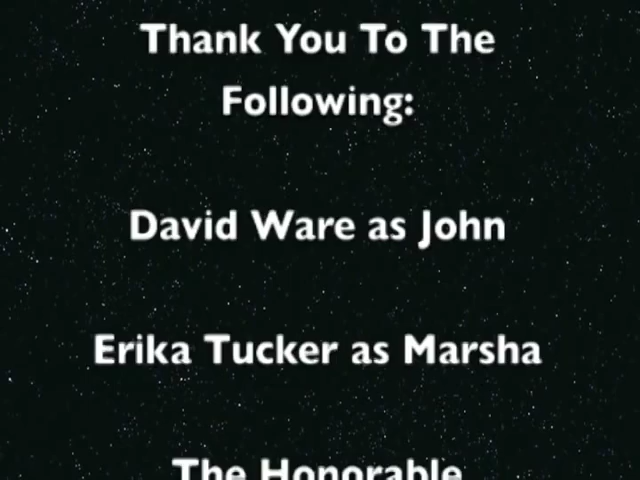 Thank You To The
Following:
David Ware as John
Erika Tucker as Marsha
The Honorable